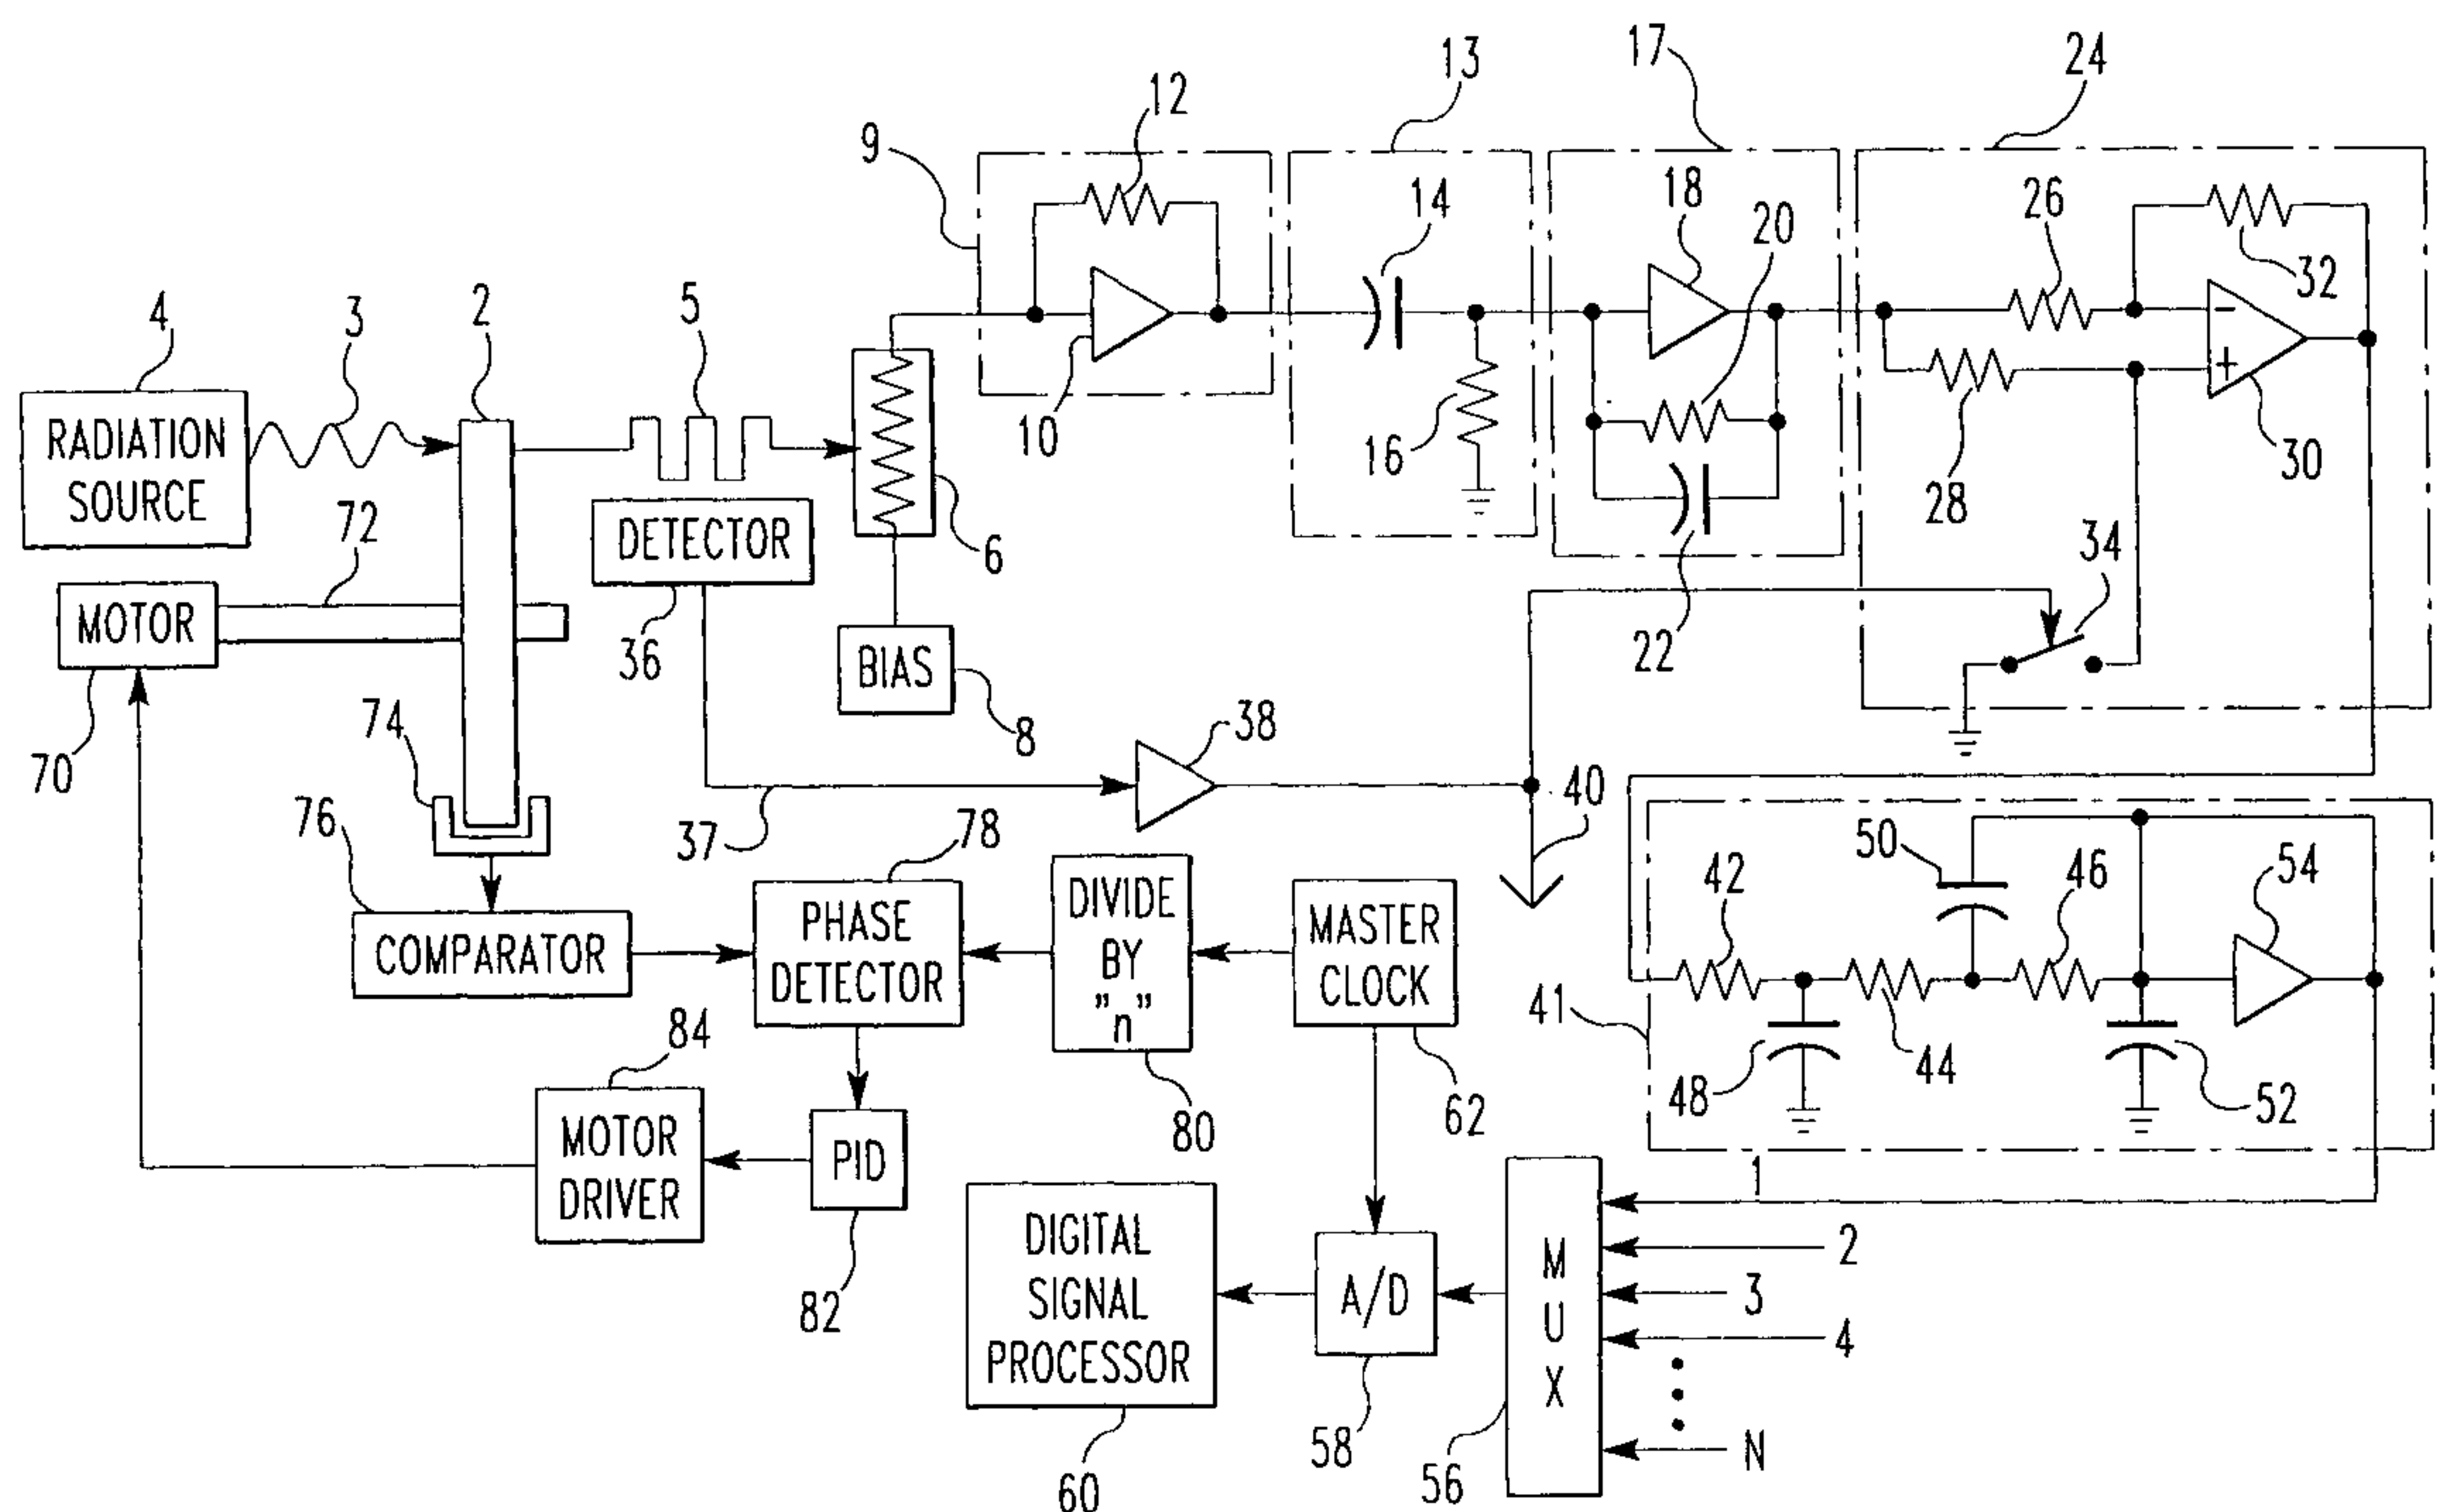 17
24
13
12
9
14
18
26
20
32
4
3
2
5
10
16
30
28
RADIATION
SOURCE
72
DETECTOR
6
34
22
MOTOR
36
BIAS
8
38
70
74
40
76
37
78
50
42
46
54
COMPARATOR
PHASE
DETECTOR
DIVIDE
BY
"n"
MASTER
CLOCK
41
84
48
44
52
80
62
MOTOR
DRIVER
PID
1
82
DIGITAL
SIGNAL
PROCESSOR
A/D
M
U
X
2
3
4
N
58
56
60